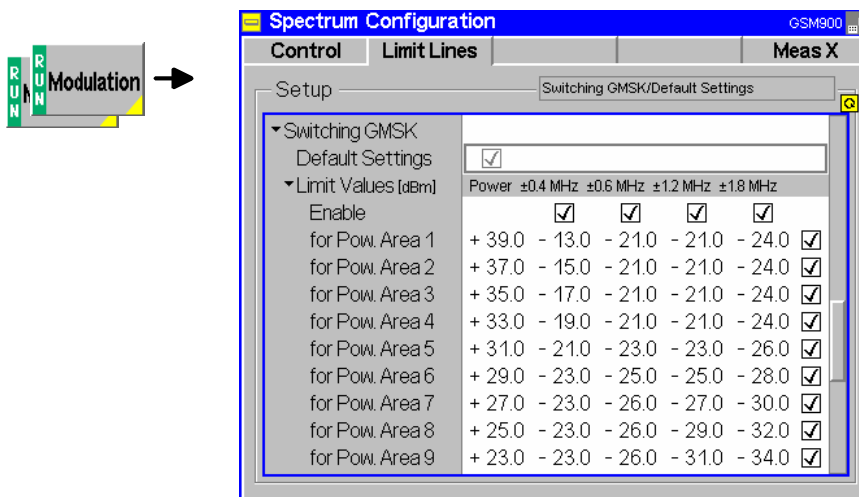 Spectrum Configuration GSM900
Control Limit Lines Meas X
RUN RUN Modulation
Setup Switching GMSK/Default Settings
Switching GMSK
Default Settings
Limit Values [dBm] Power ±0.4 MHz ±0.6 MHz ±1.2 MHz ±1.8 MHz
Enable
for Pow. Area 1 + 39.0 - 13.0 - 21.0 - 21.0 - 24.0
for Pow. Area 2 + 37.0 - 15.0 - 21.0 - 21.0 - 24.0
for Pow. Area 3 + 35.0 - 17.0 - 21.0 - 21.0 - 24.0
for Pow. Area 4 + 33.0 - 19.0 - 21.0 - 21.0 - 24.0
for Pow. Area 5 + 31.0 - 21.0 - 23.0 - 23.0 - 26.0
for Pow. Area 6 + 29.0 - 23.0 - 25.0 - 25.0 - 28.0
for Pow. Area 7 + 27.0 - 23.0 - 26.0 - 27.0 - 30.0
for Pow. Area 8 + 25.0 - 23.0 - 26.0 - 29.0 - 32.0
for Pow. Area 9 + 23.0 - 23.0 - 26.0 - 31.0 - 34.0